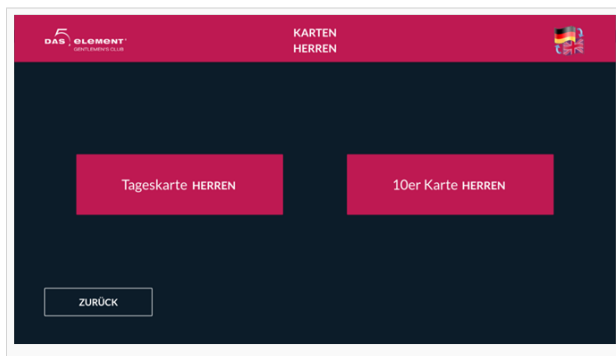 DAS 5 ELEMENT
GENTLEMEN'S CLUB
KARTEN
HERREN
Tageskarte HERREN
10er Karte HERREN
ZURÜCK